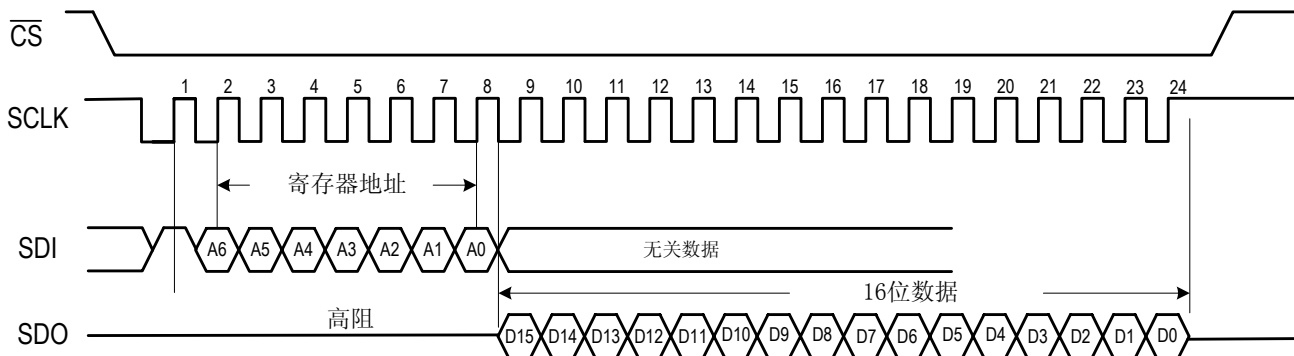 CS
1 2 3 4 5 6 7 8 9 10 11 12 13 14 15 16 17 18 19 20 21 22 23 24
SCLK
寄存器地址
SDI A6 A5 A4 A3 A2 A1 A0 无关数据
16位数据
高阻
SDO D15 D14 D13 D12 D11 D10 D9 D8 D7 D6 D5 D4 D3 D2 D1 D0